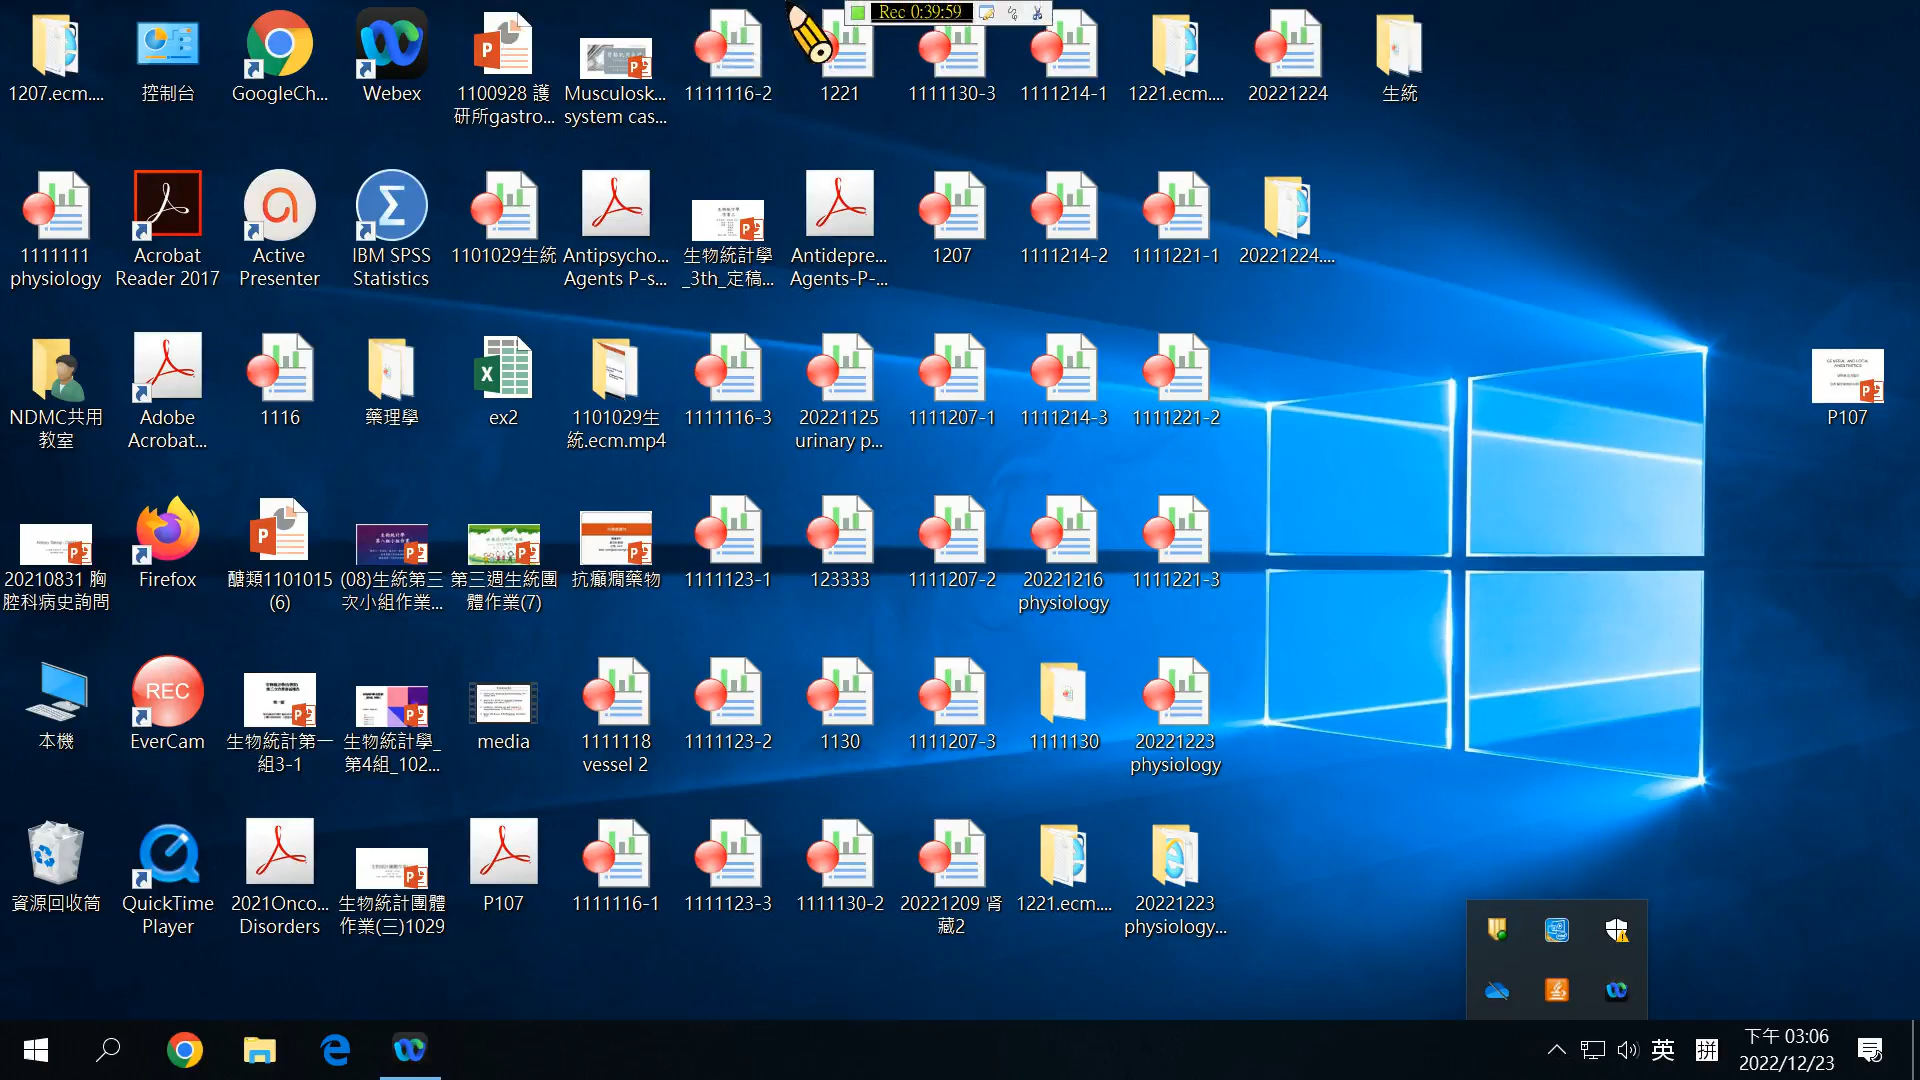 Rec 0:39:59
1207.ecm....
控制台
GoogleCh...
Webex
1100928 護
研所gastro...
Musculosk...
system cas...
1111116-2
1221
1111130-3
1111214-1
1221.ecm....
20221224
生統
1111111
physiology
Acrobat
Reader 2017
Active
Presenter
IBM SPSS
Statistics
1101029生統
Antipsycho...
Agents P-s...
生物統計學
_3th_定稿...
Antidepre...
Agents-P-...
1207
1111214-2
1111221-1
20221224....
NDMC共用
教室
Adobe
Acrobat...
1116
藥理學
ex2
1101029生
統.ecm.mp4
1111116-3
20221125
urinary p...
1111207-1
1111214-3
1111221-2
P107
20210831 胸
腔科病史詢問
Firefox
醣類1101015
(6)
(08)生統第三
次小組作業...
第三週生統團
體作業(7)
抗癲癇藥物
1111123-1
123333
1111207-2
20221216
physiology
1111221-3
本機
REC
EverCam
生物統計第一
組3-1
生物統計學_
第4組_102...
media
1111118
vessel 2
1111123-2
1130
1111207-3
1111130
20221223
physiology
資源回收筒
QuickTime
Player
2021Onco...
Disorders
生物統計團體
作業(三)1029
P107
1111116-1
1111123-3
1111130-2
20221209 肾
藏2
1221.ecm....
20221223
physiology...
英
拼
下午 03:06
2022/12/23